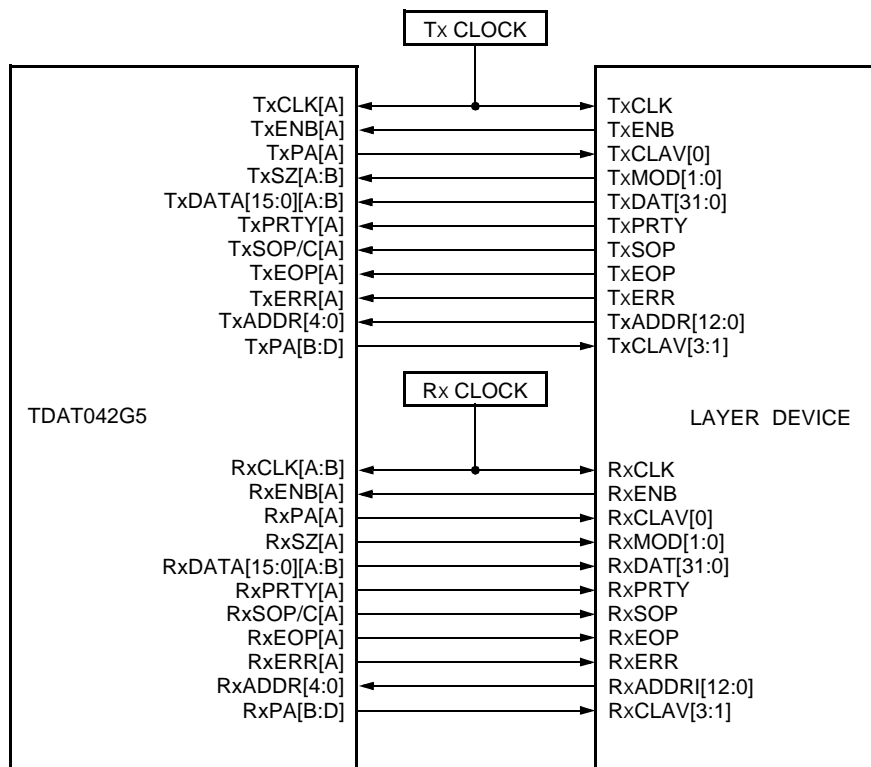 TX CLOCK
TxCLK[A] TXCLK
TxENB[A] TXENB
TxPA[A] TXCLAV[0]
TxSZ[A:B] TXMOD[1:0]
TxDATA[15:0][A:B] TXDAT[31:0]
TxPRTY[A] TXPRTY
TxSOP/C[A] TXSOP
TxEOP[A] TXEOP
TxERR[A] TXERR
TxADDR[4:0] TxADDR[12:0]
TxPA[B:D] TxCLAV[3:1]
RX CLOCK
TDAT042G5 LAYER DEVICE
RxCLK[A:B] RXCLK
RxENB[A] RXENB
RxPA[A] RXCLAV[0]
RxSZ[A] RXMOD[1:0]
RxDATA[15:0][A:B] RXDAT[31:0]
RxPRTY[A] RXPRTY
RxSOP/C[A] RXSOP
RxEOP[A] RXEOP
RxERR[A] RXERR
RxADDR[4:0] RXADDRI[12:0]
RxPA[B:D] RXCLAV[3:1]